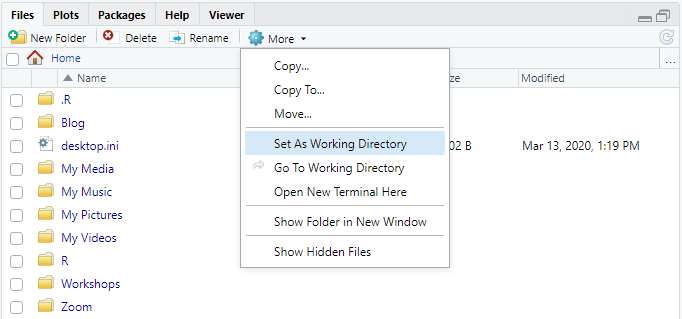 Files Plots Packages Help Viewer
New Folder Delete Rename More
Home ...
Name ze Modified
Copy...
Copy To...
Move...
Set As Working Directory
Go To Working Directory
Open New Terminal Here
Show Folder in New Window
Show Hidden Files
.R
Blog
desktop.ini 02 B Mar 13, 2020, 1:19 PM
My Media
My Music
My Pictures
My Videos
R
Workshops
Zoom